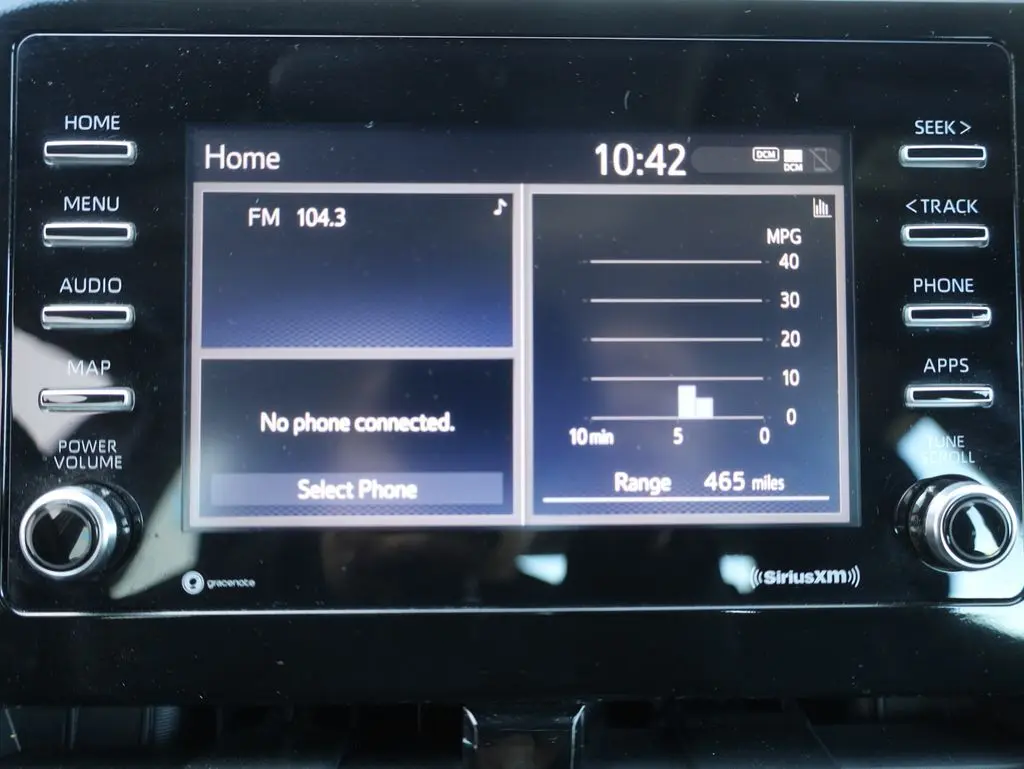 HOME
MENU
AUDIO
MAP
POWER
VOLUME
Home
10:42
DCM
DCM
FM 104.3
No phone connected.
Select Phone
MPG
40
30
20
10
0
10 min 5 0
Range 465 miles
SEEK >
< TRACK
PHONE
APPS
TUNE
SCROLL
gracenote
((SiriusXM))